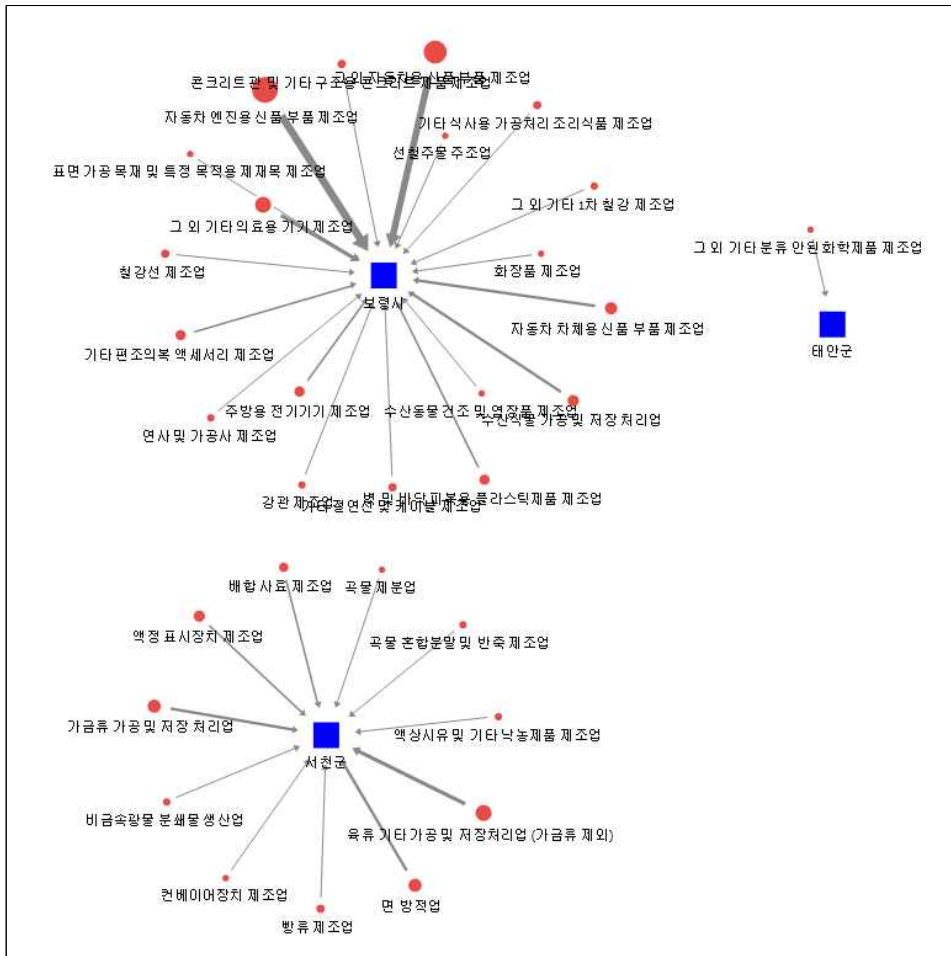 그 외 자동차용 신품 부품 제조업
콘크리트 관 및 기타 구조용 콘크리트 제품 제조업
자동차 엔진용 신품 부품 제조업
기타 식사용 가공처리 조리식품 제조업
선철주물 주조업
표면 가공 목재 및 특정 목적용 제재목 제조업
그 외 기타 1차 철강 제조업
그 외 기타 의료용 기기 제조업
그 외 기타 분류 안된 화학제품 제조업
철강선 제조업
화장품 제조업
보령시
자동차 차체용 신품 부품 제조업
태안군
기타 편조의복 액세서리 제조업
주방용 전기기기 제조업
수산동물 건조 및 염장품 제조업
수산식물 가공 및 저장 처리업
연사 및 가공사 제조업
강관 제조업
벽 및 바닥 피복용 플라스틱제품 제조업
기타 절연선 및 케이블 제조업
배합 사료 제조업
곡물 제분업
액정 표시장치 제조업
곡물 혼합분말 및 반죽 제조업
가금류 가공 및 저장 처리업
액상시유 및 기타 낙농제품 제조업
서천군
비금속광물 분쇄물 생산업
육류 기타 가공 및 저장처리업 (가금류 제외)
컨베이어장치 제조업
면 방적업
빵류 제조업